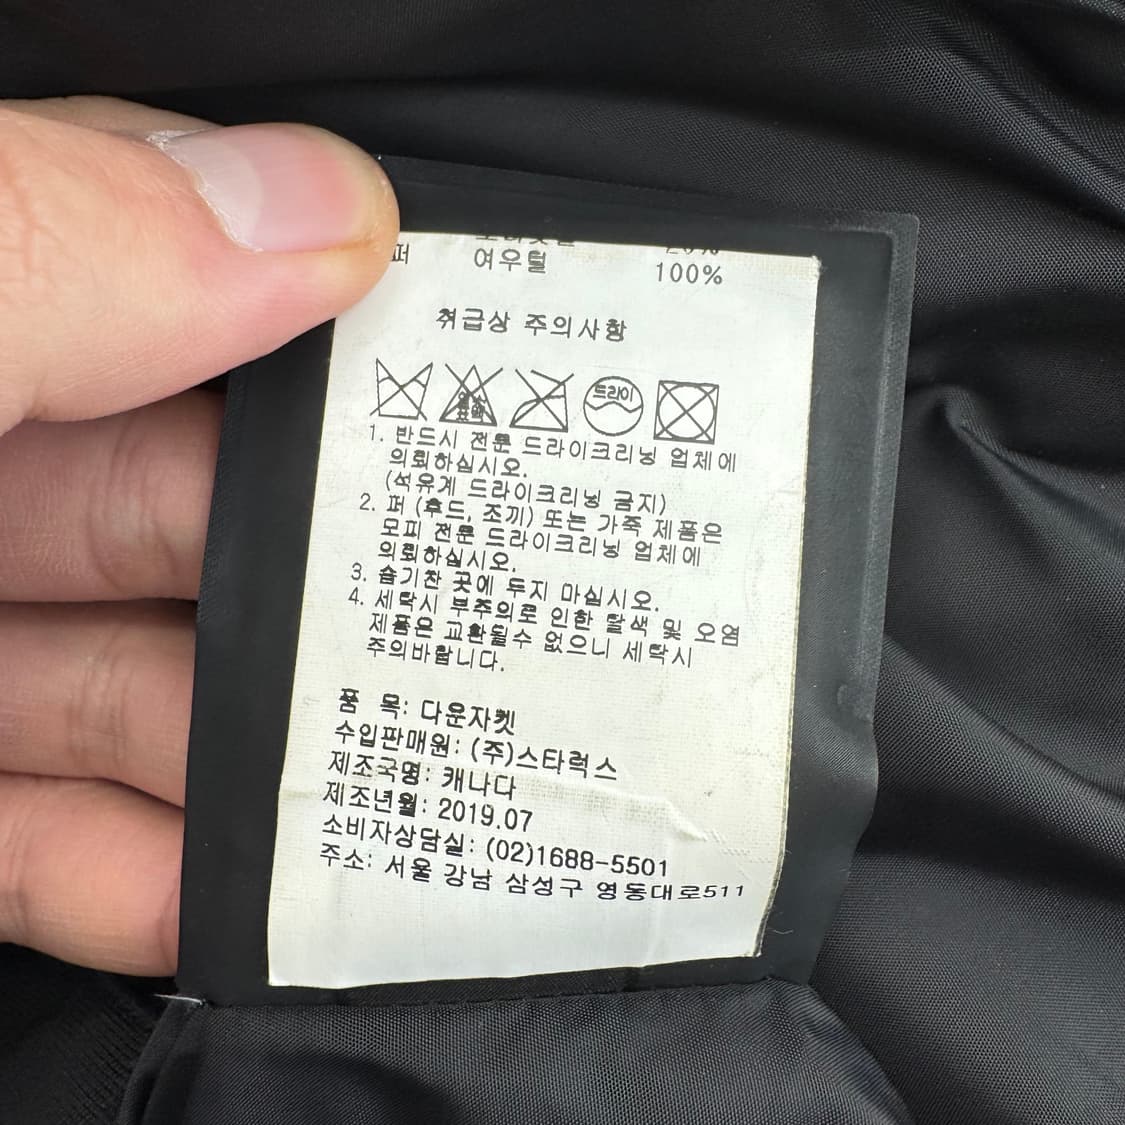 퍼 여우털 100%
취급상 주의사항
드라이
1. 반드시 전문 드라이크리닝 업체에
의뢰하십시오.
(석유계 드라이크리닝 금지)
2. 퍼 (후드, 조끼) 또는 가죽 제품은
모피 전문 드라이크리닝 업체에
의뢰하십시오.
3. 습기찬 곳에 두지 마십시오.
4. 세탁시 부주의로 인한 탈색 및 오염
제품은 교환될수 없으니 세탁시
주의바랍니다.
품 목: 다운자켓
수입판매원: (주)스타럭스
제조국명: 캐나다
제조년월: 2019.07
소비자상담실: (02)1688-5501
주소: 서울 강남 삼성구 영동대로511